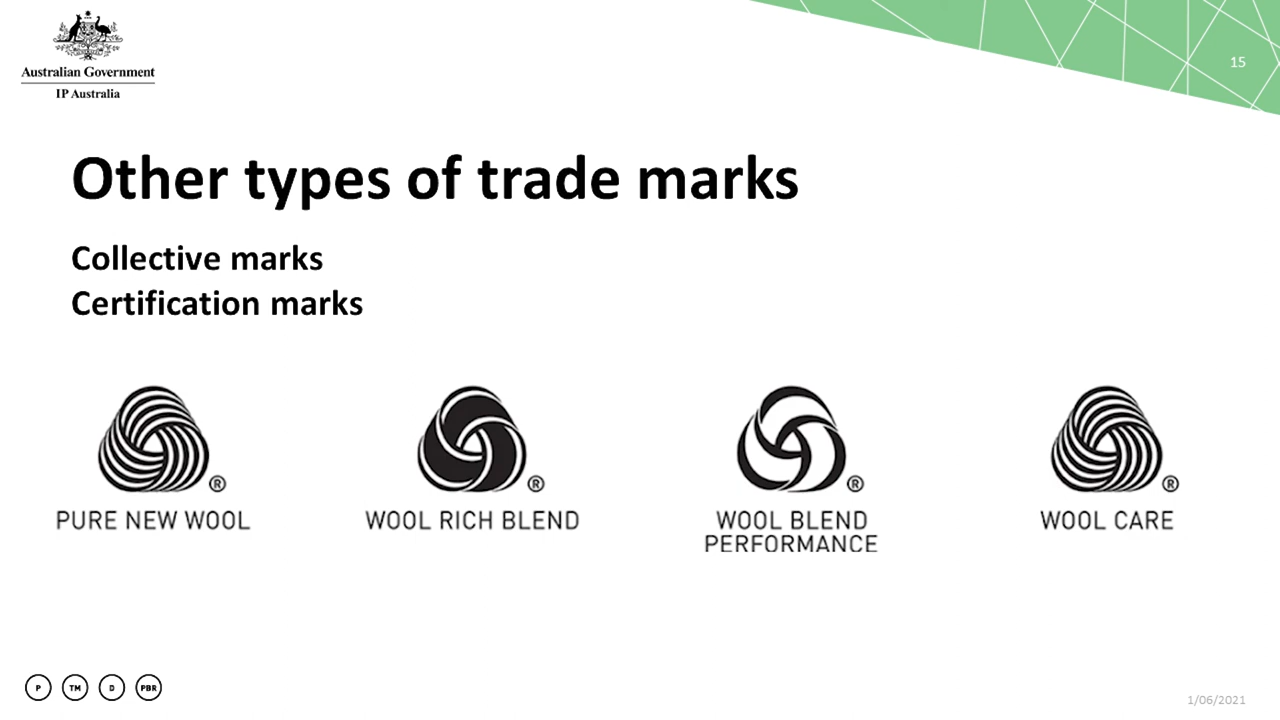 Australian Government
IP Australia
15
Other types of trade marks
Collective marks
Certification marks
®
PURE NEW WOOL
®
WOOL RICH BLEND
®
WOOL BLEND
PERFORMANCE
®
WOOL CARE
P TM D PBR
1/06/2021